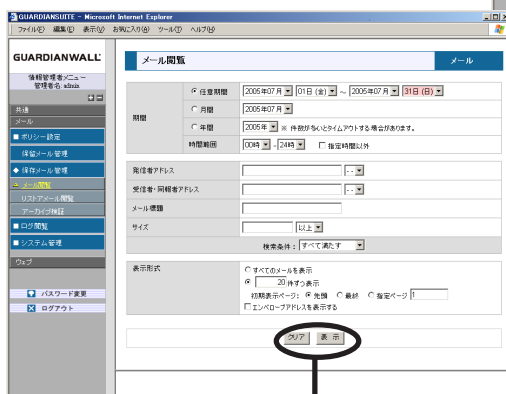 GUARDIANSUITE - Microsoft Internet Explorer
ファイル(F) 編集(E) 表示(V) お気に入り(A) ツール(T) ヘルプ(H)
GUARDIANWALL
情報管理者メニュー
管理者名: admin
共通
メール
■ ポリシー設定
保留メール管理
◆ 保存メール管理
メール閲覧
リストアメール閲覧
アーカイブ検証
■ ログ閲覧
■ システム管理
ウェブ
パスワード変更
ログアウト
メール閲覧 メール
期間
任意期間 2005年07月 01日 (金) ~ 2005年07月 31日 (日)
月間 2005年07月
年間 2005年 ※ 件数が多いとタイムアウトする場合があります。
時間範囲 00時 - 24時 指定時間以外
発信者アドレス --
受信者・同報者アドレス --
メール標題
サイズ 以上
検索条件: すべて満たす
表示形式
すべてのメールを表示
20 件ずつ表示
初期表示ページ: 先頭 最終 指定ページ 1
エンベロープアドレスを表示する
クリア 表示